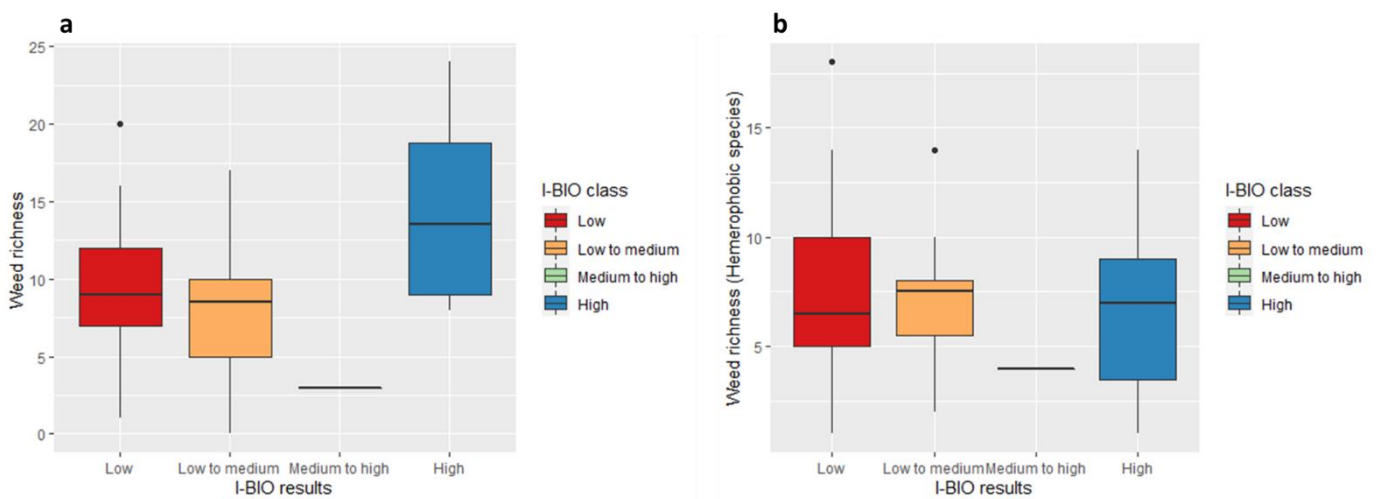 a
25
20
15
10
5
0
Weed richness
Low
Low to medium
Medium to high
High
I-BIO results
I-BIO class
Low
Low to medium
Medium to high
High
b
15
10
5
Weed richness (Hemerophobic species)
Low
Low to medium
Medium to high
High
I-BIO results
I-BIO class
Low
Low to medium
Medium to high
High